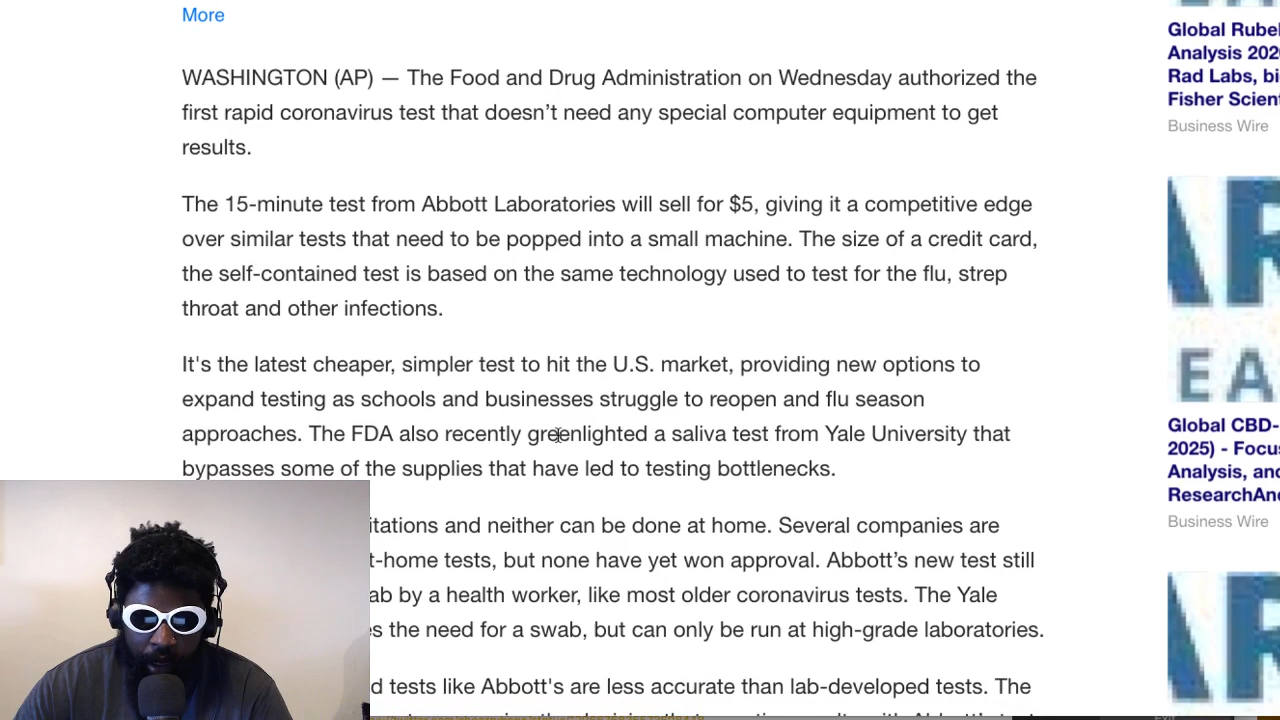 More
WASHINGTON (AP) — The Food and Drug Administration on Wednesday authorized the
first rapid coronavirus test that doesn’t need any special computer equipment to get
results.
The 15-minute test from Abbott Laboratories will sell for $5, giving it a competitive edge
over similar tests that need to be popped into a small machine. The size of a credit card,
the self-contained test is based on the same technology used to test for the flu, strep
throat and other infections.
It's the latest cheaper, simpler test to hit the U.S. market, providing new options to
expand testing as schools and businesses struggle to reopen and flu season
approaches. The FDA also recently greenlighted a saliva test from Yale University that
bypasses some of the supplies that have led to testing bottlenecks.
itations and neither can be done at home. Several companies are
t-home tests, but none have yet won approval. Abbott’s new test still
ab by a health worker, like most older coronavirus tests. The Yale
es the need for a swab, but can only be run at high-grade laboratories.
d tests like Abbott's are less accurate than lab-developed tests. The
Global Rubel
Analysis 202
Rad Labs, bi
Fisher Scient
Business Wire
AR
EA
Global CBD-
2025) - Focus
Analysis, and
ResearchAnd
Business Wire
AR